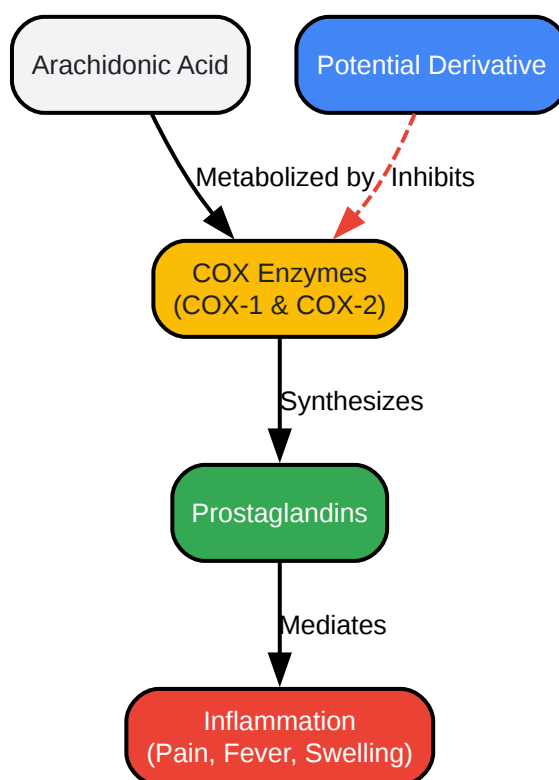 Arachidonic Acid
Potential Derivative
Metabolized by
Inhibits
COX Enzymes
(COX-1 & COX-2)
Synthesizes
Prostaglandins
Mediates
Inflammation
(Pain, Fever, Swelling)